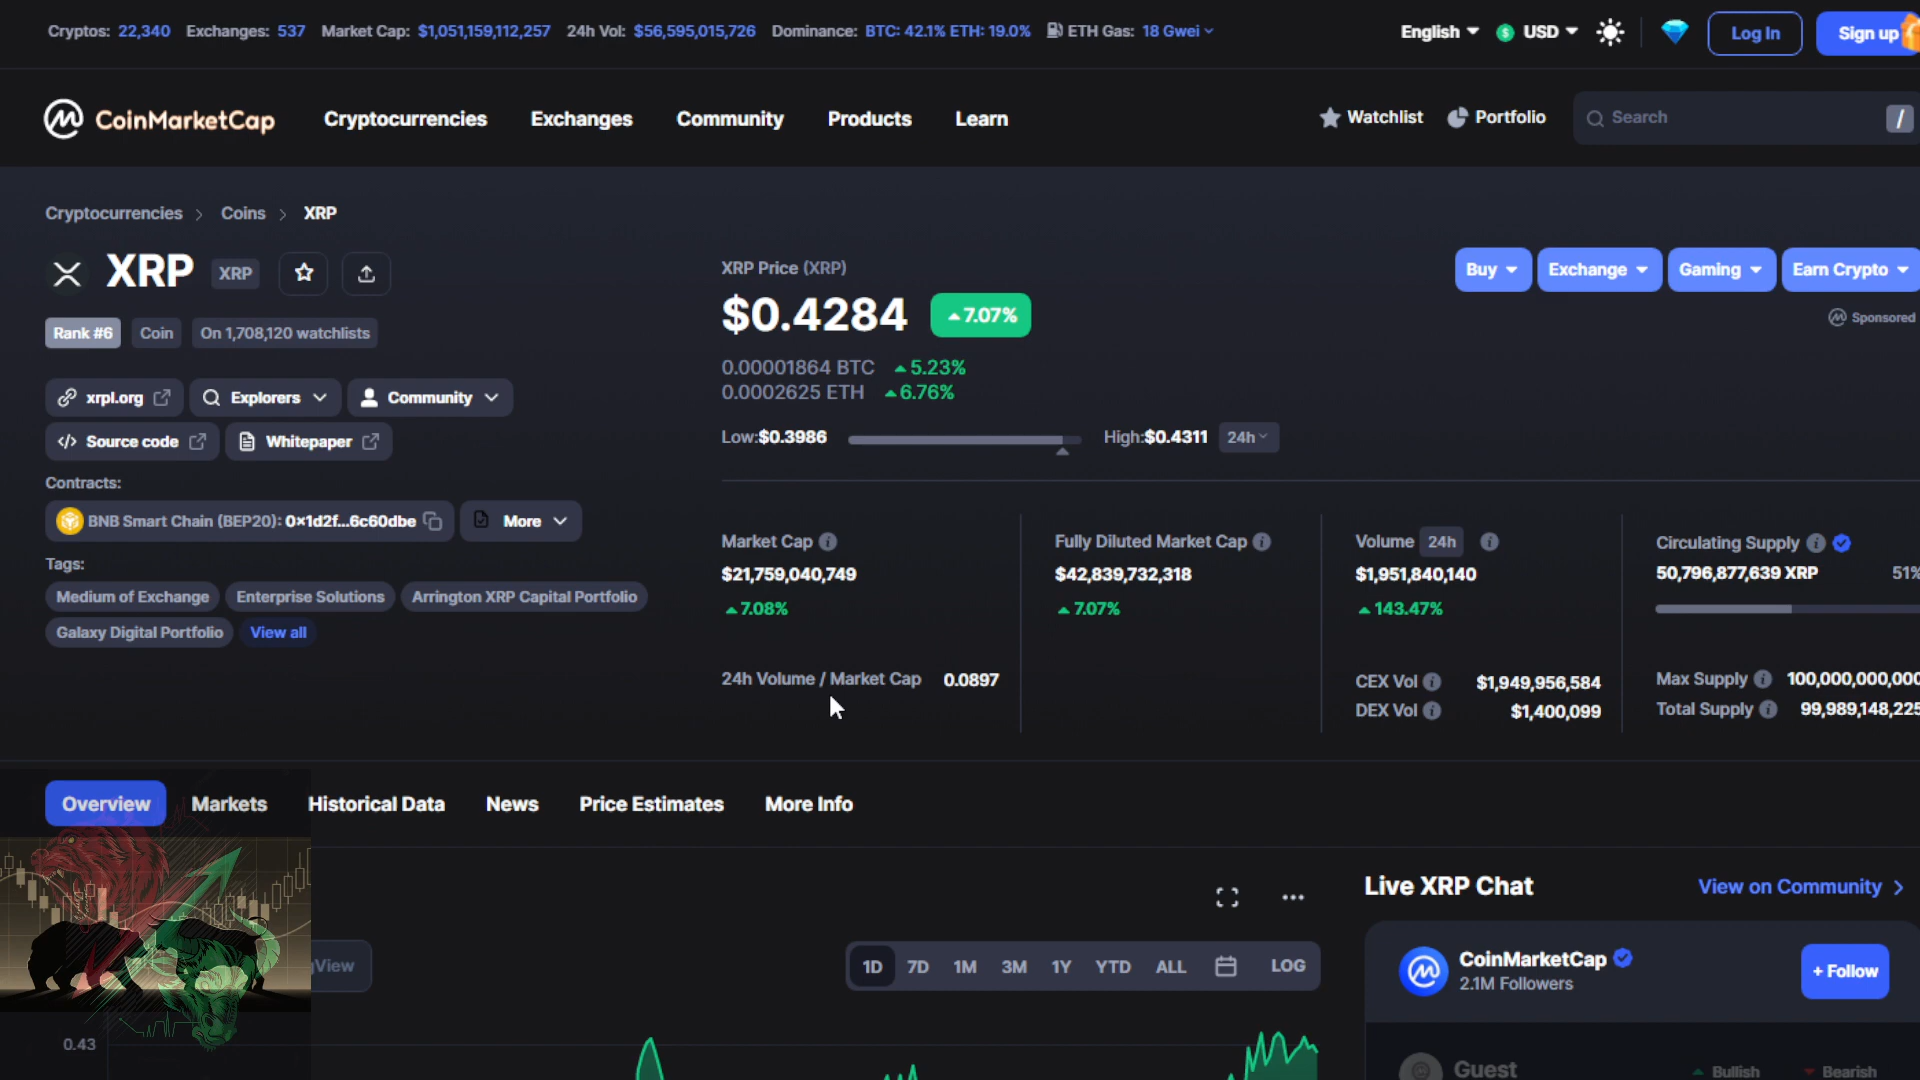 Cryptos: 22,340 Exchanges: 537 Market Cap: $1,051,159,112,257 24h Vol: $56,595,015,726 Dominance: BTC: 42.1% ETH: 19.0% ETH Gas: 18 Gwei English USD Log In Sign up
CoinMarketCap Cryptocurrencies Exchanges Community Products Learn Watchlist Portfolio Search /
Cryptocurrencies > Coins > XRP
XRP XRP
Rank #6 Coin On 1,708,120 watchlists
xrpl.org Explorers Community
Source code Whitepaper
Contracts:
BNB Smart Chain (BEP20): 0x1d2f...6c60dbe More
Tags:
Medium of Exchange Enterprise Solutions Arrington XRP Capital Portfolio
Galaxy Digital Portfolio View all
XRP Price (XRP)
$0.4284 7.07%
0.00001864 BTC 5.23%
0.0002625 ETH 6.76%
Low:$0.3986 High:$0.4311 24h
Buy Exchange Gaming Earn Crypto
Sponsored
Market Cap
$21,759,040,749
7.08%
24h Volume / Market Cap 0.0897
Fully Diluted Market Cap
$42,839,732,318
7.07%
Volume 24h
$1,951,840,140
143.47%
CEX Vol $1,949,956,584
DEX Vol $1,400,099
Circulating Supply
50,796,877,639 XRP 51%
Max Supply 100,000,000,000
Total Supply 99,989,148,225
Overview Markets Historical Data News Price Estimates More Info
View
1D 7D 1M 3M 1Y YTD ALL LOG
0.43
Live XRP Chat View on Community >
CoinMarketCap
2.1M Followers
+ Follow
Guest Bullish Bearish